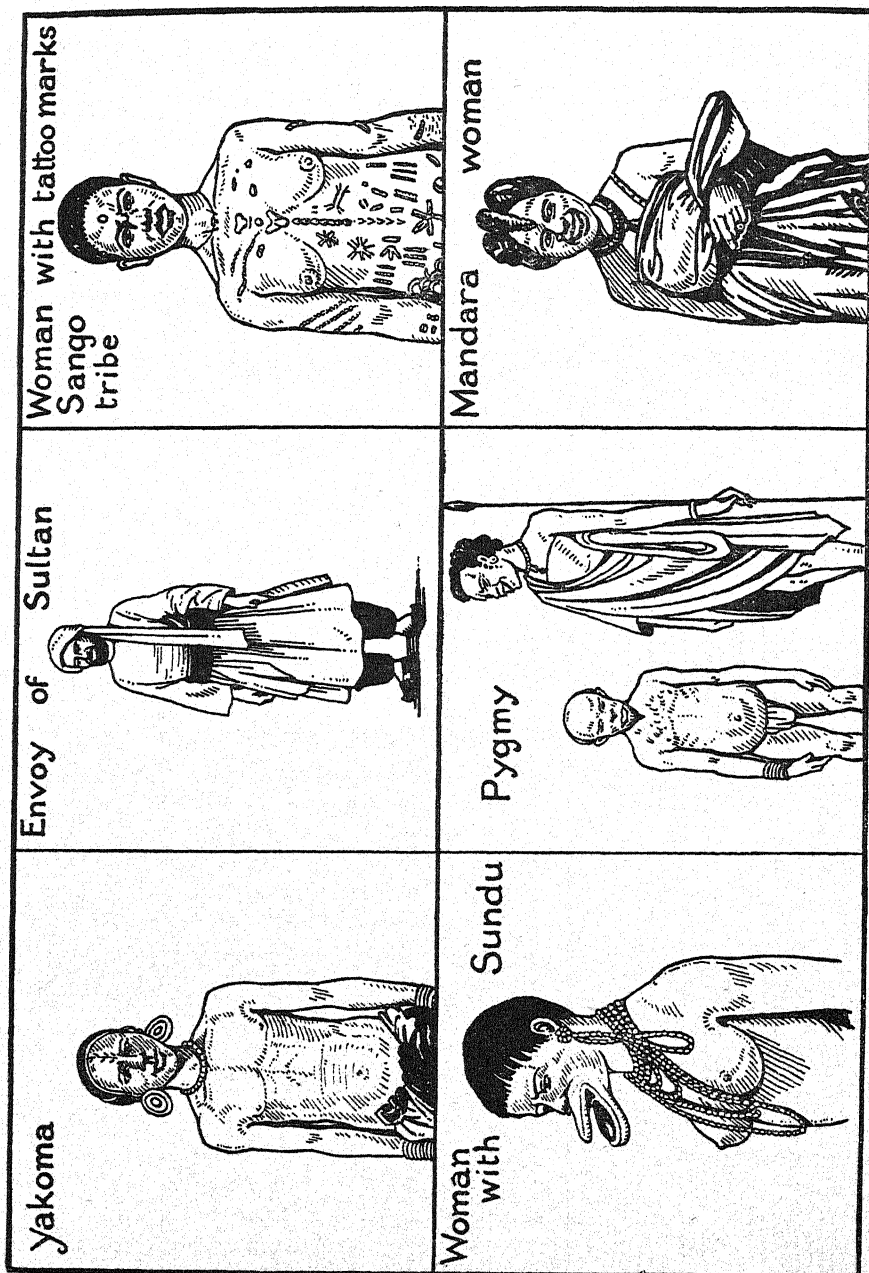 Yakoma
Envoy of Sultan
Woman with tattoo marks
Sango
tribe
Woman Sundu
with
Pygmy
Mandara woman